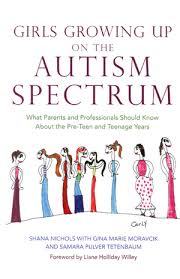 GIRLS GROWING UP
ON THE
AUTISM
SPECTRUM
What Parents and Professionals Should Know
About the Pre-Teen and Teenage Years
Carly
SHANA NICHOLS WITH GINA MARIE MORAVCIK
AND SAMARA PULVER TETENBAUM
Foreword by Liane Holliday Willey